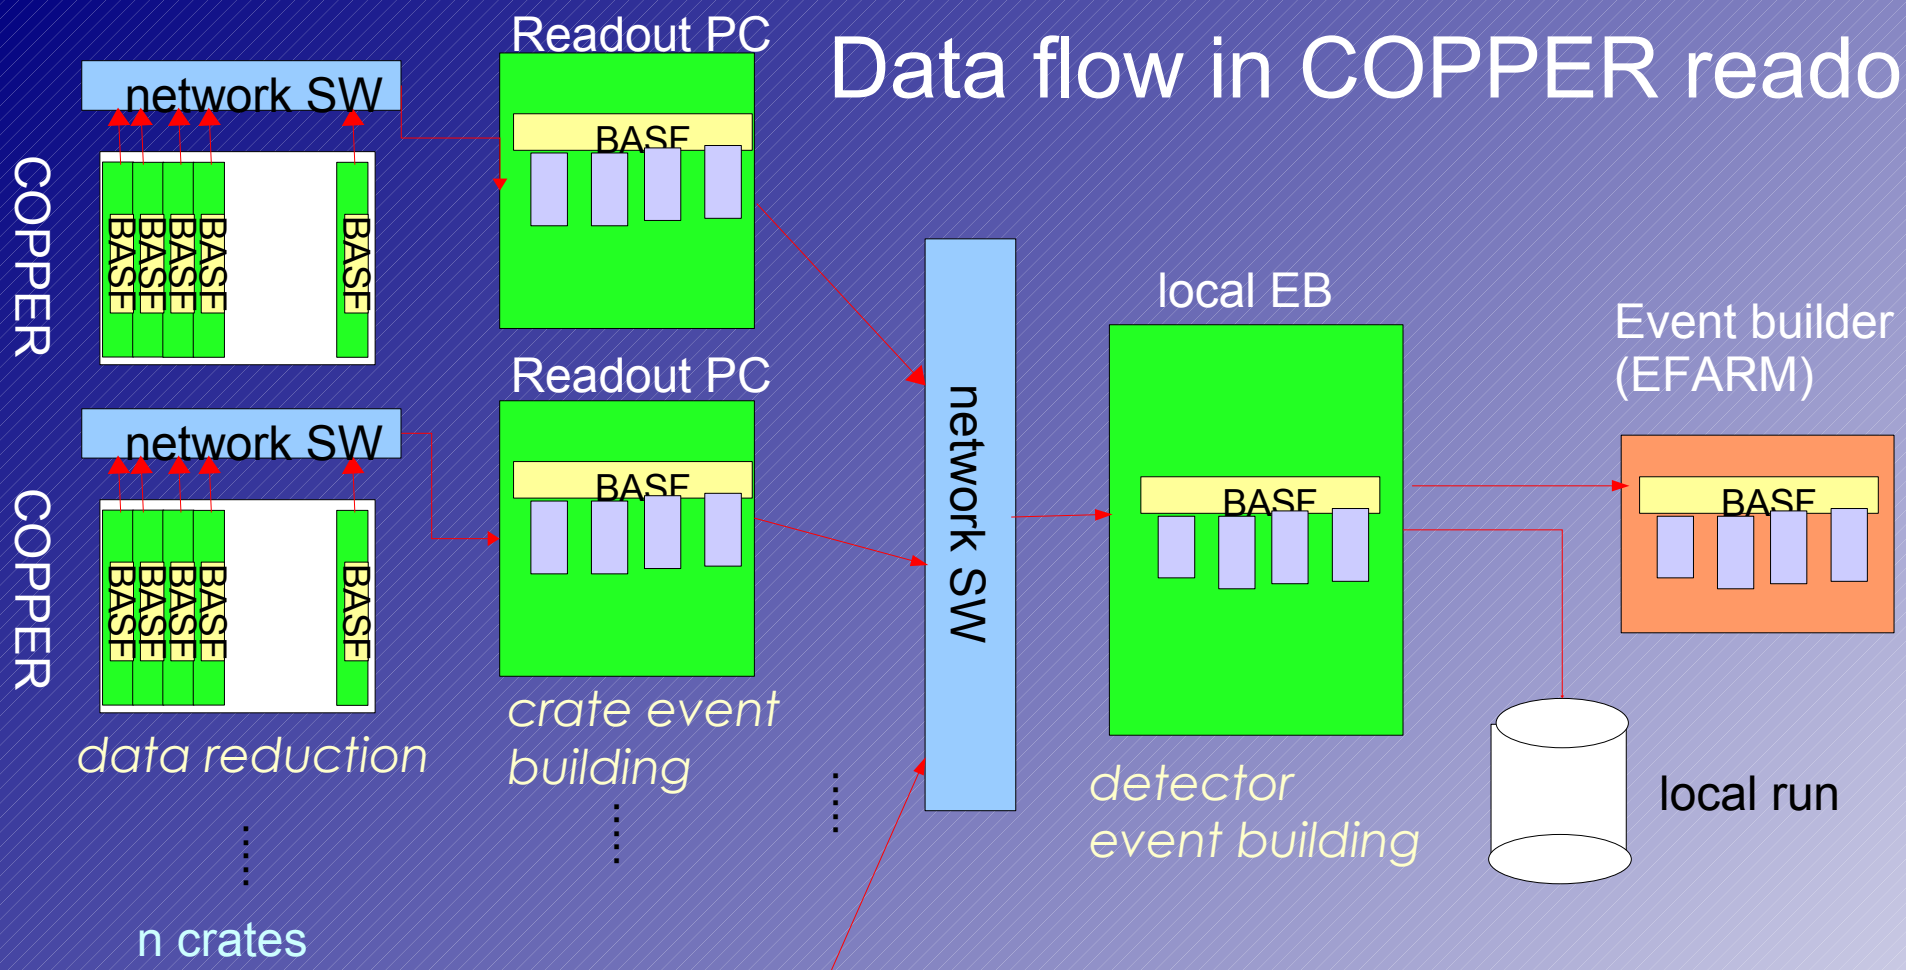 Data flow in COPPER reado
Readout PC
network SW
BASF
COPPER
BASF
BASF
BASF
BASF
BASF
local EB
Event builder
(EFARM)
Readout PC
network SW
BASF
COPPER
BASF
BASF
BASF
BASF
BASF
network SW
BASF
BASF
crate event
building
data reduction
detector
event building
local run
n crates